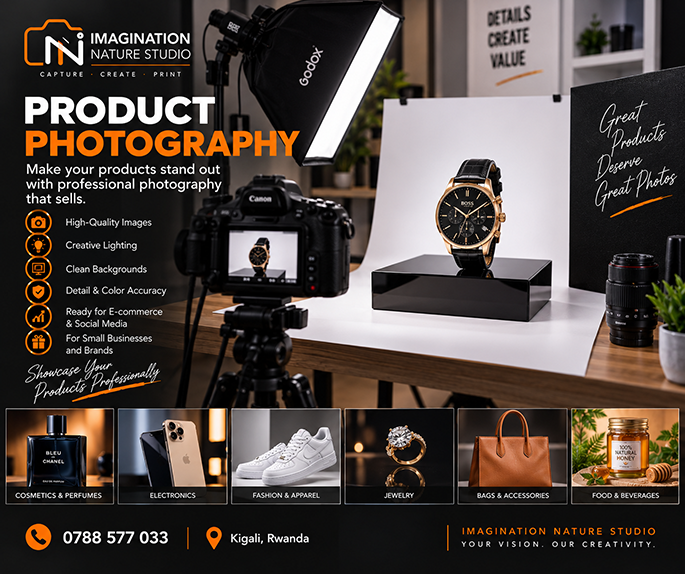 IMAGINATION
NATURE STUDIO
CAPTURE · CREATE · PRINT
PRODUCT
PHOTOGRAPHY
Make your products stand out
with professional photography
that sells.
High-Quality Images
Creative Lighting
Clean Backgrounds
Detail & Color Accuracy
Ready for E-commerce
& Social Media
For Small Businesses
and Brands
Showcase Your
Products Professionally
Godox
DETAILS
CREATE
VALUE
Great
Products
Deserve
Great Photos
Canon
BOSS
BLEU
DE
CHANEL
COSMETICS & PERFUMES
ELECTRONICS
FASHION & APPAREL
JEWELRY
BAGS & ACCESSORIES
100%
NATURAL
HONEY
FOOD & BEVERAGES
0788 577 033
Kigali, Rwanda
IMAGINATION NATURE STUDIO
YOUR VISION. OUR CREATIVITY.